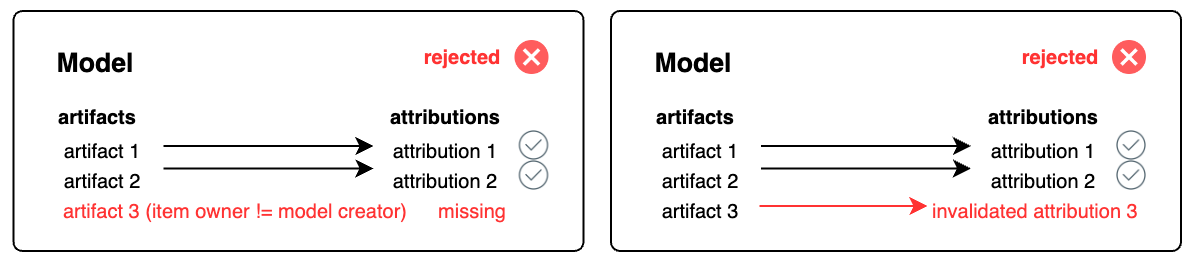 Model
rejected
artifacts attributions
artifact 1 attribution 1
artifact 2 attribution 2
artifact 3 (item owner != model creator) missing
Model
rejected
artifacts attributions
artifact 1 attribution 1
artifact 2 attribution 2
artifact 3 invalidated attribution 3